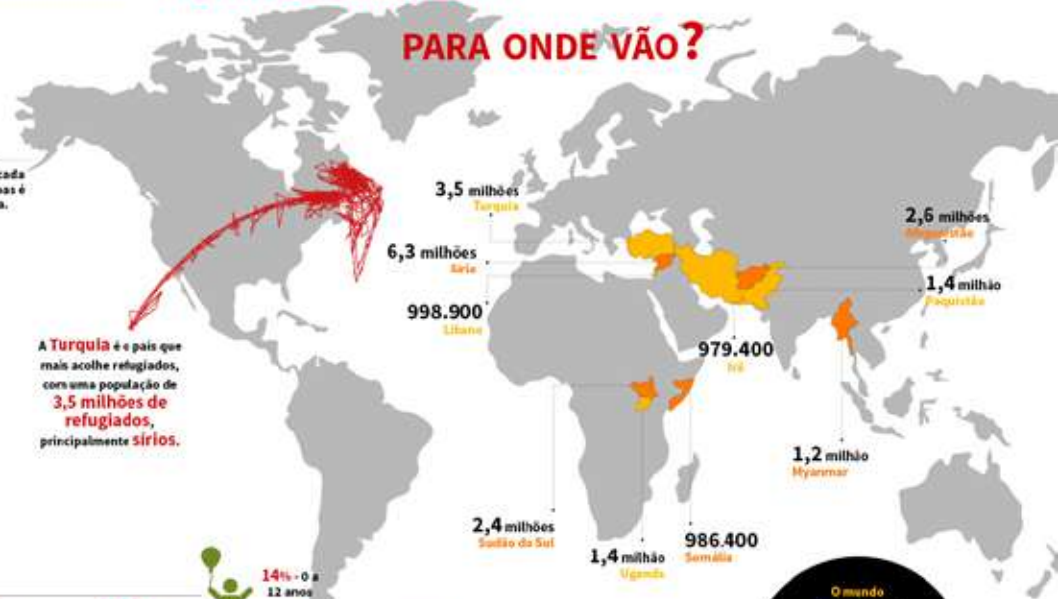 PARA ONDE VÃO?
cada
oas é
a.
3,5 milhões
Turquia
6,3 milhões
Síria
998.900
Líbano
2,6 milhões
Afeganistão
1,4 milhão
Paquistão
979.400
Irã
1,2 milhão
Myanmar
A Turquia é o país que
mais acolhe refugiados,
com uma população de
3,5 milhões de
refugiados,
principalmente sírios.
2,4 milhões
Sudão do Sul
1,4 milhão
Uganda
986.400
Somália
14% - 0 a
12 anos
O mundo